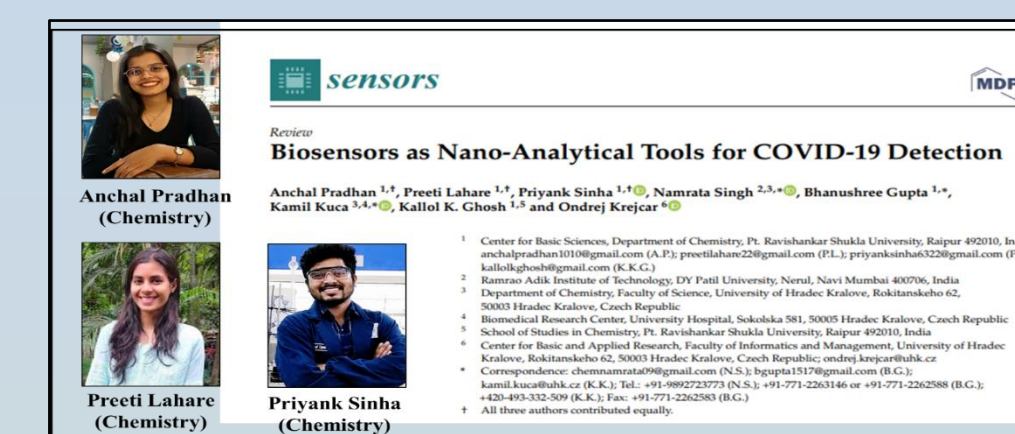 Anchal Pradhan
(Chemistry)
Preeti Lahare
(Chemistry)
Priyank Sinha
(Chemistry)
sensors
MDP
Review
Biosensors as Nano-Analytical Tools for COVID-19 Detection
Anchal Pradhan 1,†, Preeti Lahare 1,†, Priyank Sinha 1,† , Namrata Singh 2,3,* , Bhanushree Gupta 1,*,
Kamil Kuca 3,4,* , Kallol K. Ghosh 1,5 and Ondrej Krejcar 6
1 Center for Basic Sciences, Department of Chemistry, Pt. Ravishankar Shukla University, Raipur 492010, In
anchalpradhan1010@gmail.com (A.P.); preetilahare22@gmail.com (P.L.); priyanksinha6322@gmail.com (P
kallolkghosh@gmail.com (K.K.G.)
2 Ramrao Adik Institute of Technology, DY Patil University, Nerul, Navi Mumbai 400706, India
3 Department of Chemistry, Faculty of Science, University of Hradec Kralove, Rokitanskeho 62,
50003 Hradec Kralove, Czech Republic
4 Biomedical Research Center, University Hospital, Sokolska 581, 50005 Hradec Kralove, Czech Republic
5 School of Studies in Chemistry, Pt. Ravishankar Shukla University, Raipur 492010, India
6 Center for Basic and Applied Research, Faculty of Informatics and Management, University of Hradec
Kralove, Rokitanskeho 62, 50003 Hradec Kralove, Czech Republic; ondrej.krejcar@uhk.cz
* Correspondence: chemnamrata09@gmail.com (N.S.); bgupta1517@gmail.com (B.G.);
kamil.kuca@uhk.cz (K.K.); Tel.: +91-9892723773 (N.S.); +91-771-2263146 or +91-771-2262588 (B.G.);
+420-493-332-509 (K.K.); Fax: +91-771-2262583 (B.G.)
† All three authors contributed equally.